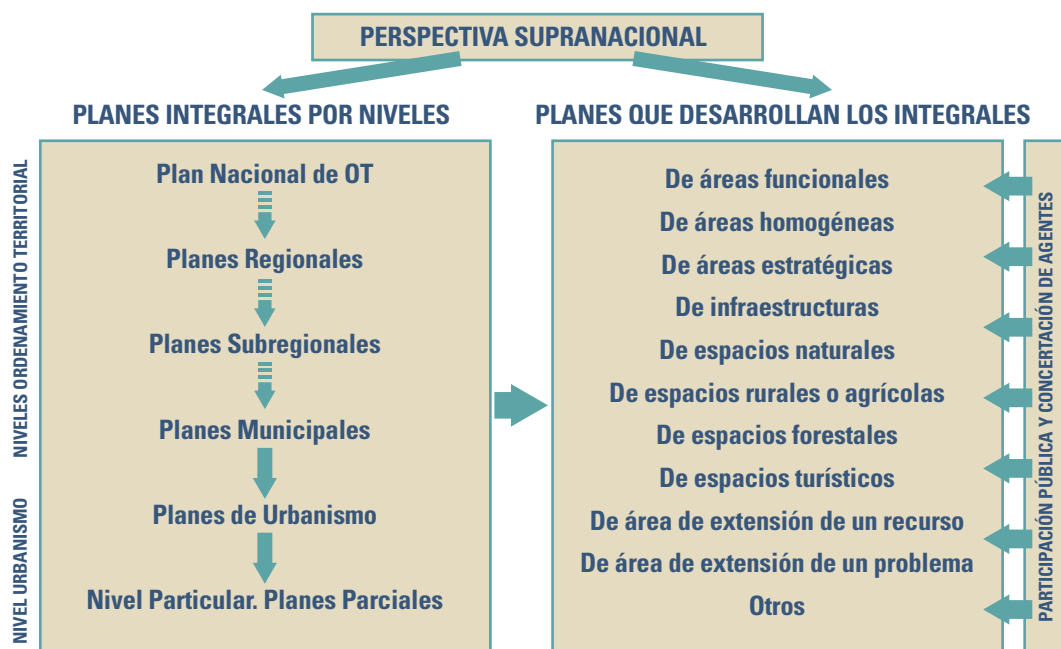 PERSPECTIVA SUPRANACIONAL
PLANES INTEGRALES POR NIVELES
NIVELES ORDENAMIENTO TERRITORIAL
NIVEL URBANISMO
Plan Nacional de OT
Planes Regionales
Planes Subregionales
Planes Municipales
Planes de Urbanismo
Nivel Particular. Planes Parciales
PLANES QUE DESARROLLAN LOS INTEGRALES
De áreas funcionales
De áreas homogéneas
De áreas estratégicas
De infraestructuras
De espacios naturales
De espacios rurales o agrícolas
De espacios forestales
De espacios turísticos
De área de extensión de un recurso
De área de extensión de un problema
Otros
PARTICIPACIÓN PÚBLICA Y CONCERTACIÓN DE AGENTES